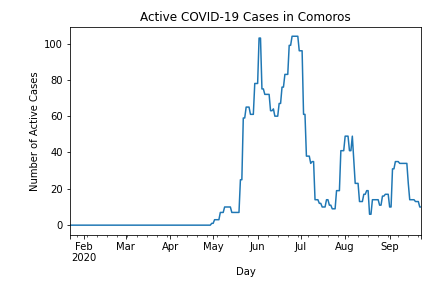 Active COVID-19 Cases in Comoros
Number of Active Cases
100
80
60
40
20
0
Feb Mar Apr May Jun Jul Aug Sep
2020
Day